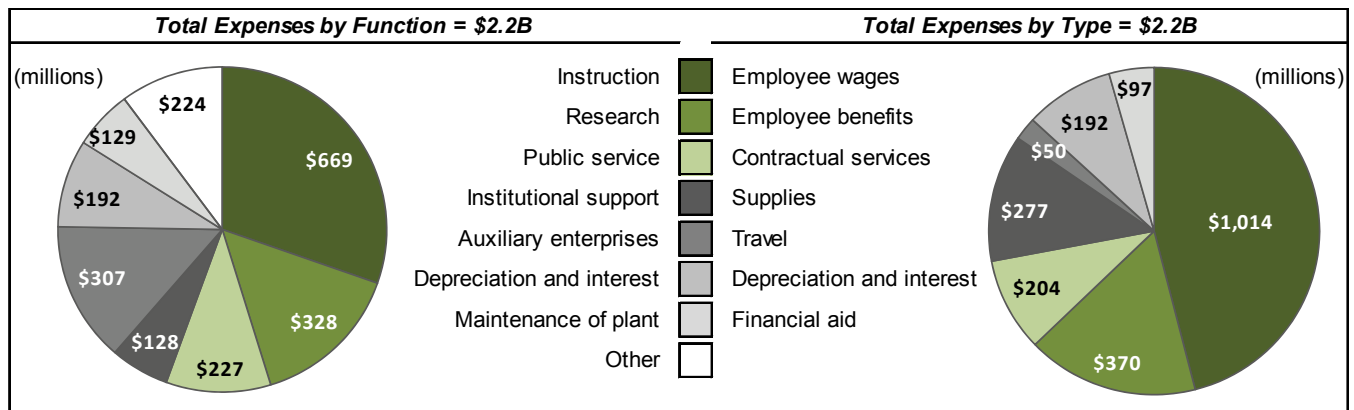 Total Expenses by Function = $2.2B
Total Expenses by Type = $2.2B
(millions)
$669
$328
$227
$128
$307
$192
$129
$224
Instruction
Research
Public service
Institutional support
Auxiliary enterprises
Depreciation and interest
Maintenance of plant
Other
Employee wages
Employee benefits
Contractual services
Supplies
Travel
Depreciation and interest
Financial aid
(millions)
$1,014
$370
$204
$277
$50
$192
$97